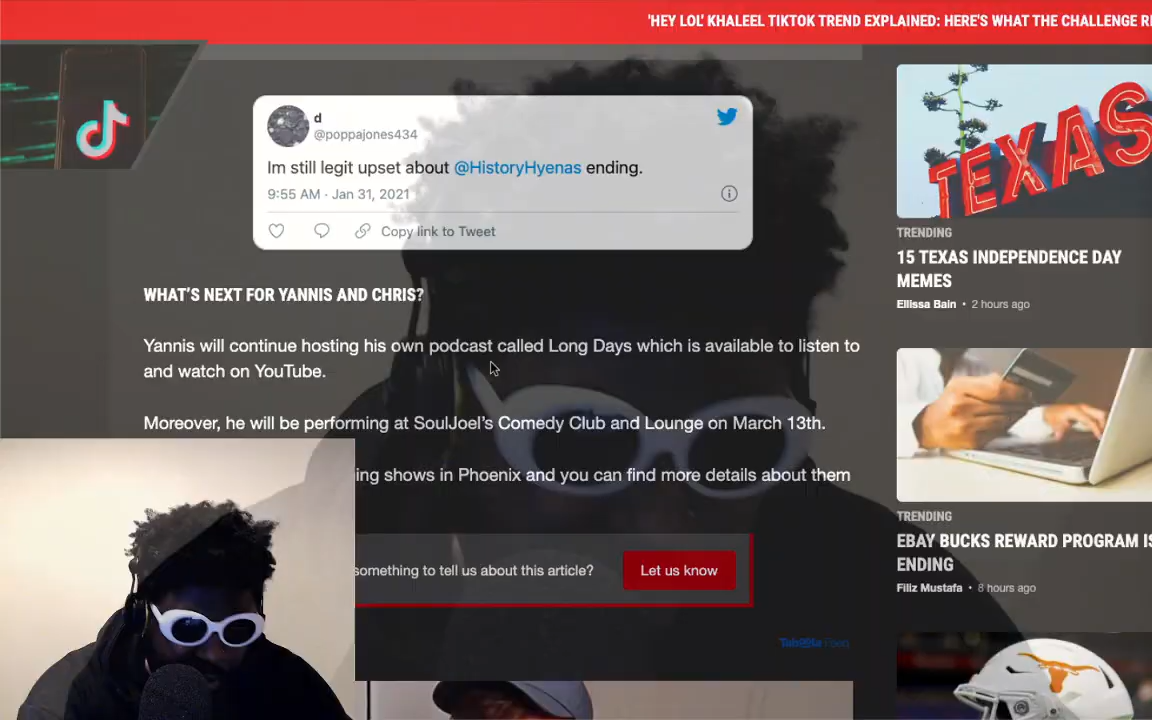 'HEY LOL' KHALEEL TIKTOK TREND EXPLAINED: HERE'S WHAT THE CHALLENGE
d
@poppajones434
Im still legit upset about @HistoryHyenas ending.
9:55 AM · Jan 31, 2021
Copy link to Tweet
WHAT'S NEXT FOR YANNIS AND CHRIS?
Yannis will continue hosting his own podcast called Long Days which is available to listen to
and watch on YouTube.
Moreover, he will be performing at SoulJoel's Comedy Club and Lounge on March 13th.
ing shows in Phoenix and you can find more details about them
something to tell us about this article?
Let us know
Taboola Feed
TEXAS
TRENDING
15 TEXAS INDEPENDENCE DAY
MEMES
Ellissa Bain • 2 hours ago
TRENDING
EBAY BUCKS REWARD PROGRAM IS
ENDING
Filiz Mustafa • 8 hours ago